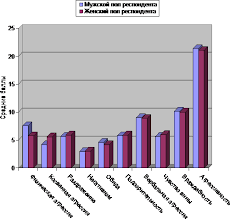 Мужской пол респондента
Женский пол респондента
Средние баллы
25
20
15
10
5
0
Физическая агрессия
Косвенная агрессия
Раздражение
Негативизм
Обида
Подозрительность
Вербальная агрессия
Чувство вины
Враждебность
Агрессивность